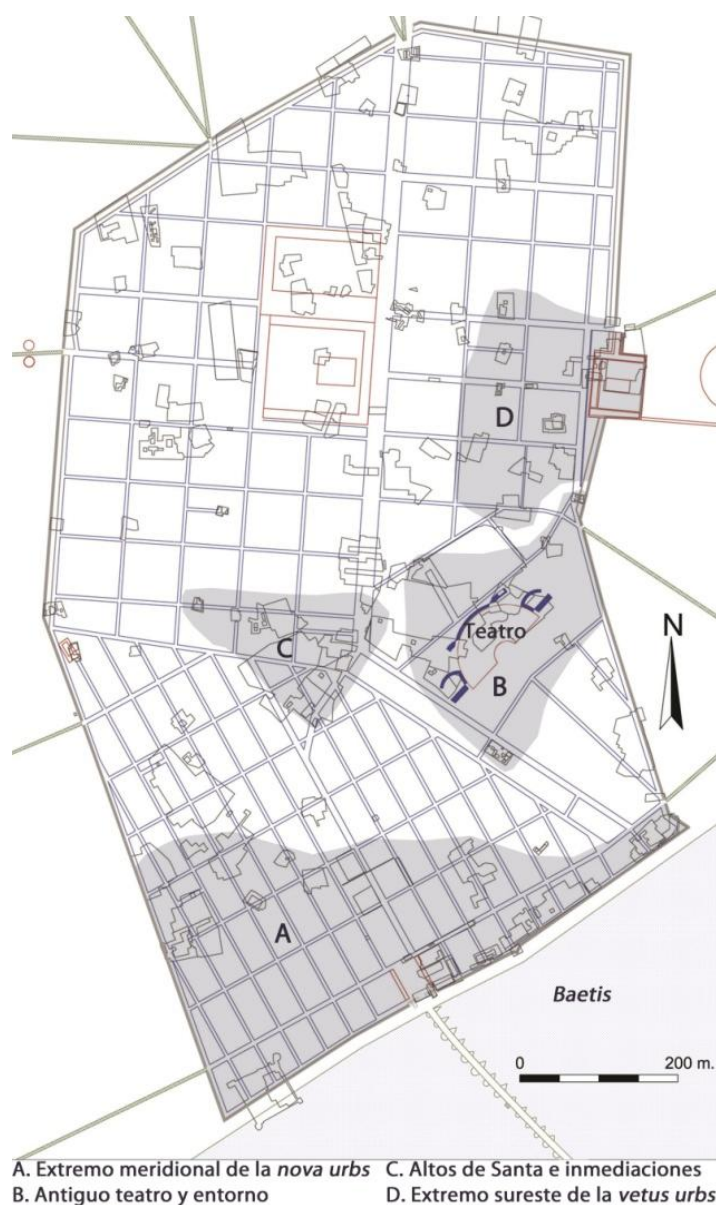 D
N
Teatro
C
B
A
Baetis
0 200 m.
A. Extremo meridional de la nova urbs
B. Antiguo teatro y entorno
C. Altos de Santa e inmediaciones
D. Extremo sureste de la vetus urbs